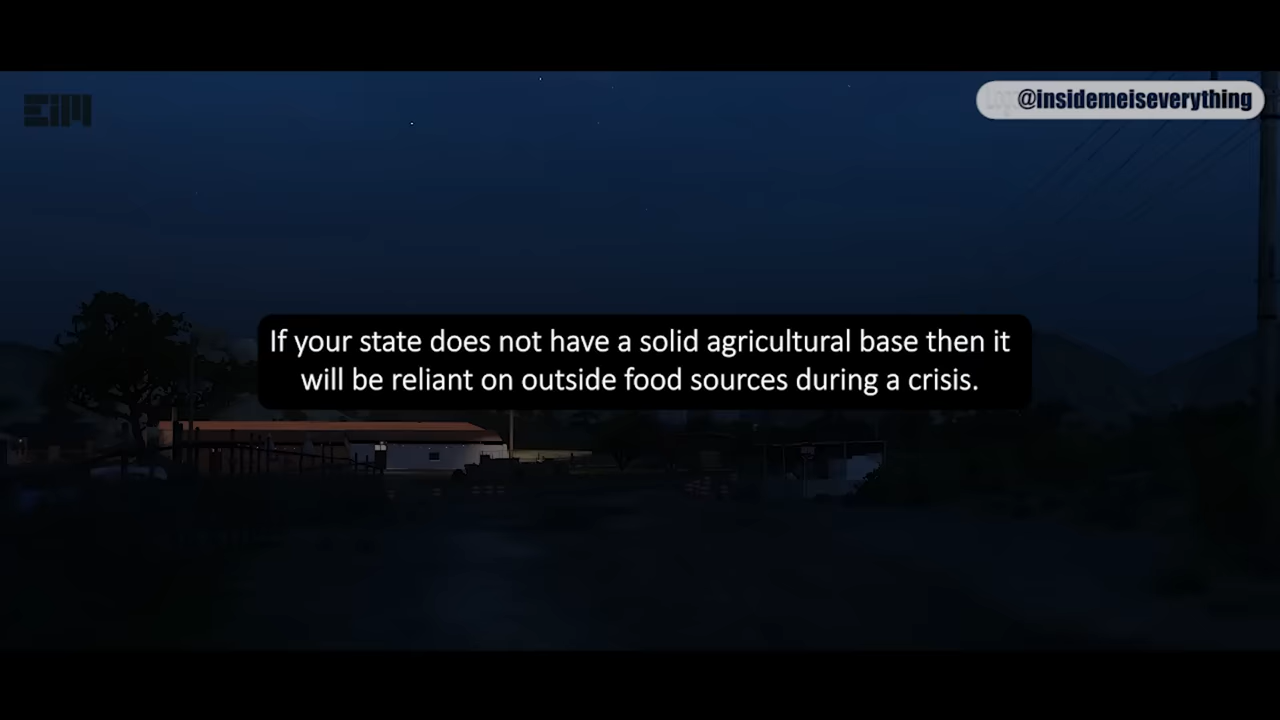 EIM
@insidemeiseverything
If your state does not have a solid agricultural base then it
will be reliant on outside food sources during a crisis.